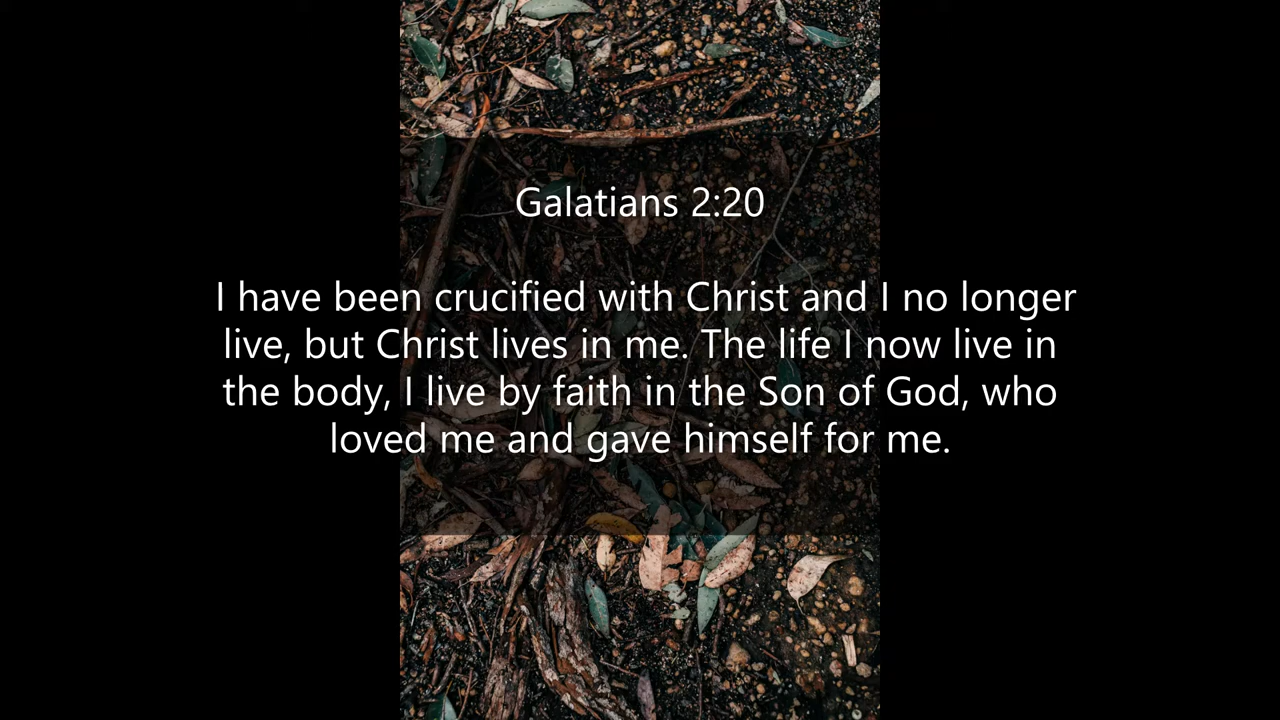 Galatians 2:20
I have been crucified with Christ and I no longer
live, but Christ lives in me. The life I now live in
the body, I live by faith in the Son of God, who
loved me and gave himself for me.